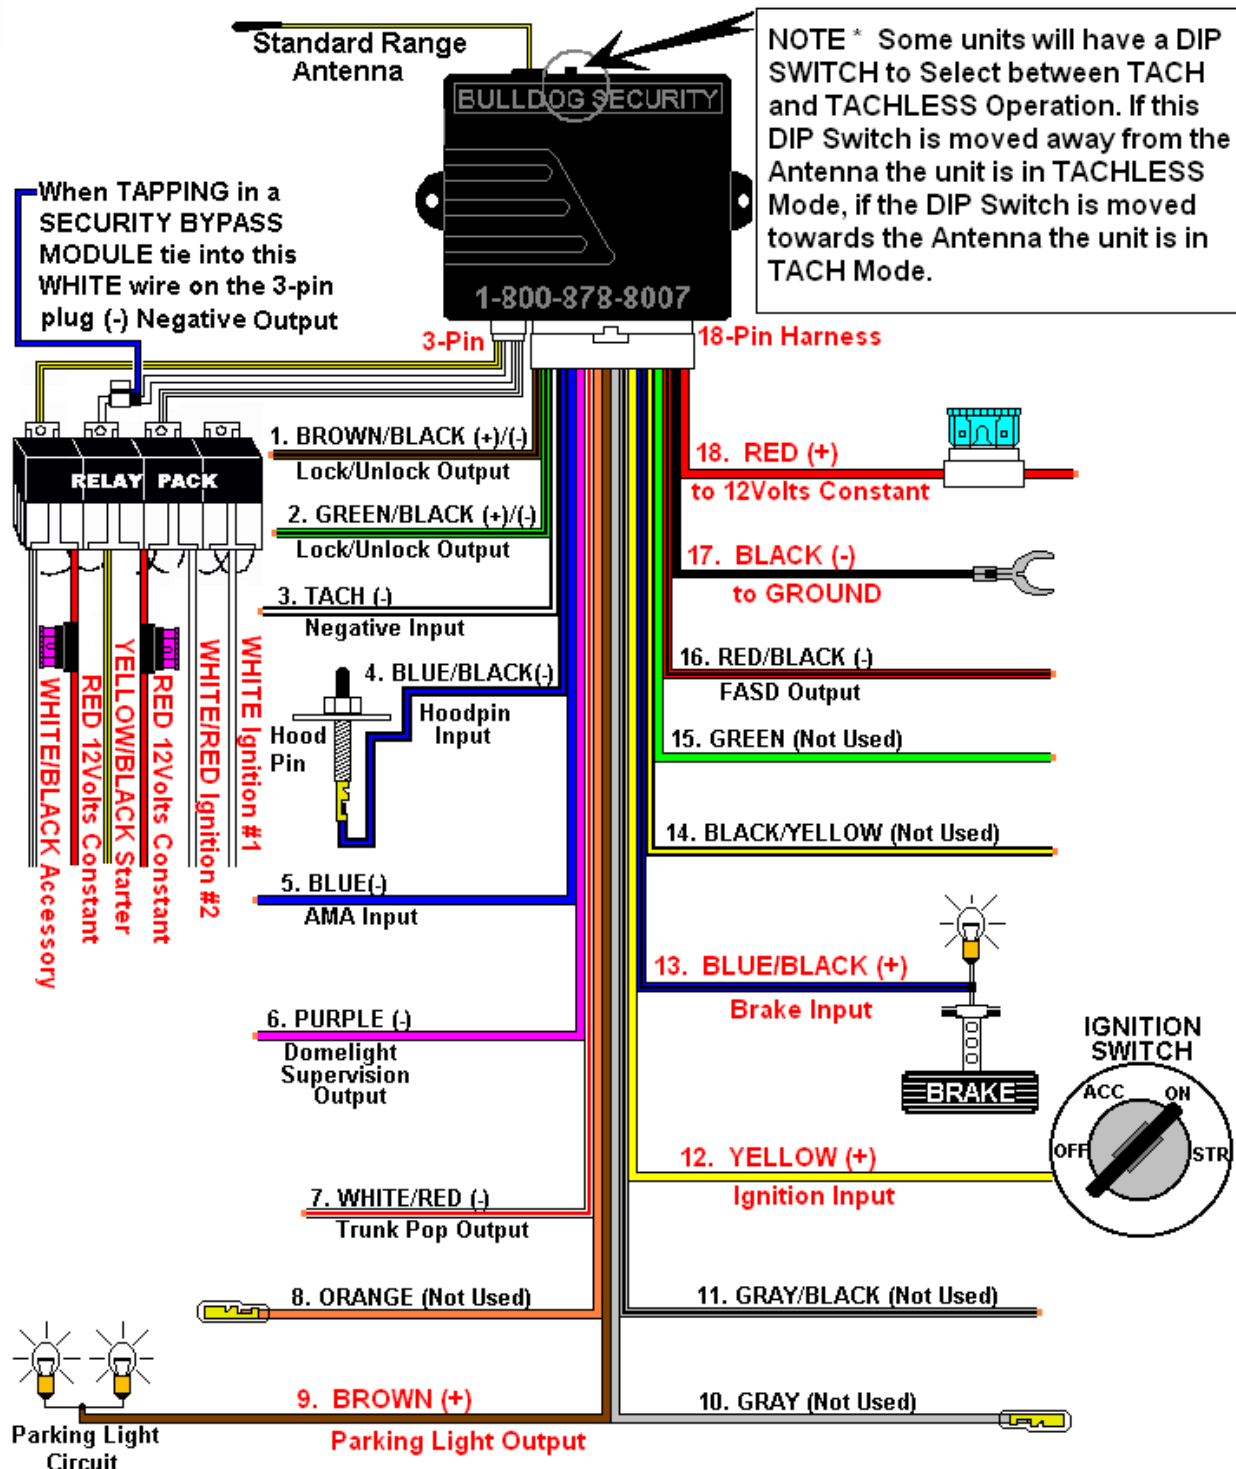 Standard Range
Antenna
NOTE * Some units will have a DIP
SWITCH to Select between TACH
and TACHLESS Operation. If this
DIP Switch is moved away from the
Antenna the unit is in TACHLESS
Mode, if the DIP Switch is moved
towards the Antenna the unit is in
TACH Mode.
BULLDOG SECURITY
1-800-878-8007
When TAPPING in a
SECURITY BYPASS
MODULE tie into this
WHITE wire on the 3-pin
plug (-) Negative Output
3-Pin
18-Pin Harness
RELAY PACK
WHITE/BLACK Accessory
RED 12Volts Constant
YELLOW/BLACK Starter
RED 12Volts Constant
WHITE/RED Ignition #2
WHITE Ignition #1
1. BROWN/BLACK (+)/(-)
Lock/Unlock Output
2. GREEN/BLACK (+)/(-)
Lock/Unlock Output
3. TACH (-)
Negative Input
4. BLUE/BLACK(-)
Hoodpin
Input
Hood
Pin
5. BLUE(-)
AMA Input
6. PURPLE (-)
Domelight
Supervision
Output
7. WHITE/RED (-)
Trunk Pop Output
8. ORANGE (Not Used)
9. BROWN (+)
Parking Light Output
Parking Light
Circuit
18. RED (+)
to 12Volts Constant
17. BLACK (-)
to GROUND
16. RED/BLACK (-)
FASD Output
15. GREEN (Not Used)
14. BLACK/YELLOW (Not Used)
13. BLUE/BLACK (+)
Brake Input
BRAKE
IGNITION
SWITCH
ACC
ON
OFF
STR
12. YELLOW (+)
Ignition Input
11. GRAY/BLACK (Not Used)
10. GRAY (Not Used)